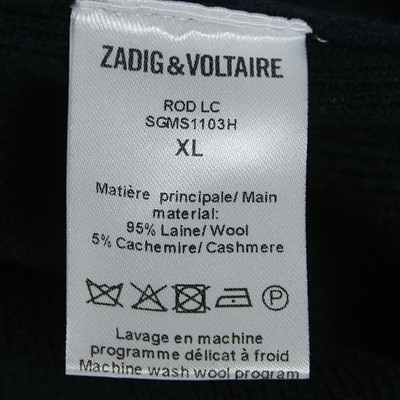 ZADIG & VOLTAIRE
ROD LC
SGMS1103H
XL
Matière principale/ Main
material:
95% Laine/ Wool
5% Cachemire/ Cashmere
P
Lavage en machine
programme délicat à froid
Machine wash wool program